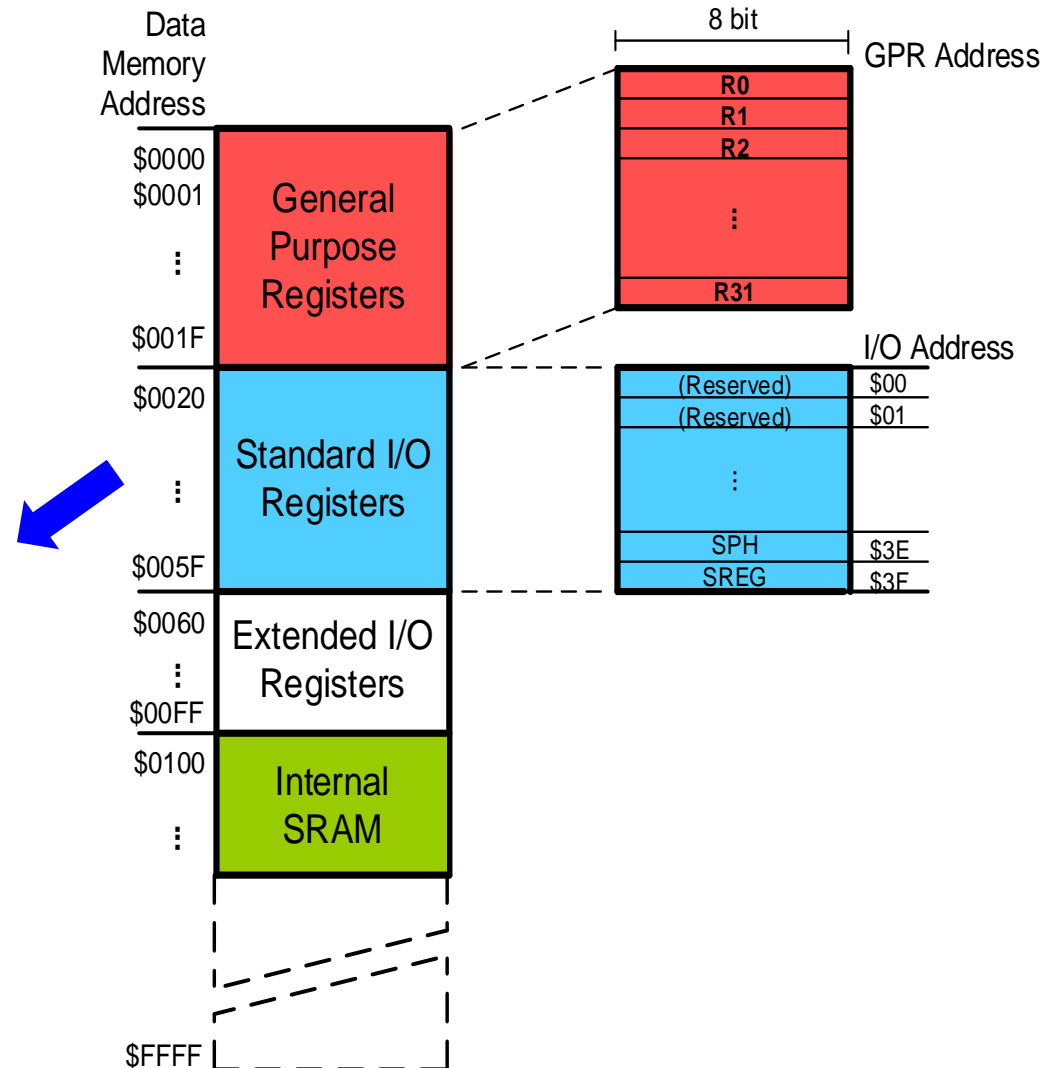 Data
Memory
Address
$0000
$0001
⋮
$001F
$0020
⋮
$005F
$0060
⋮
$00FF
$0100
⋮
$FFFF
General
Purpose
Registers
Standard I/O
Registers
Extended I/O
Registers
Internal
SRAM
8 bit
GPR Address
R0
R1
R2
⋮
R31
I/O Address
(Reserved) $00
(Reserved) $01
⋮
SPH $3E
SREG $3F